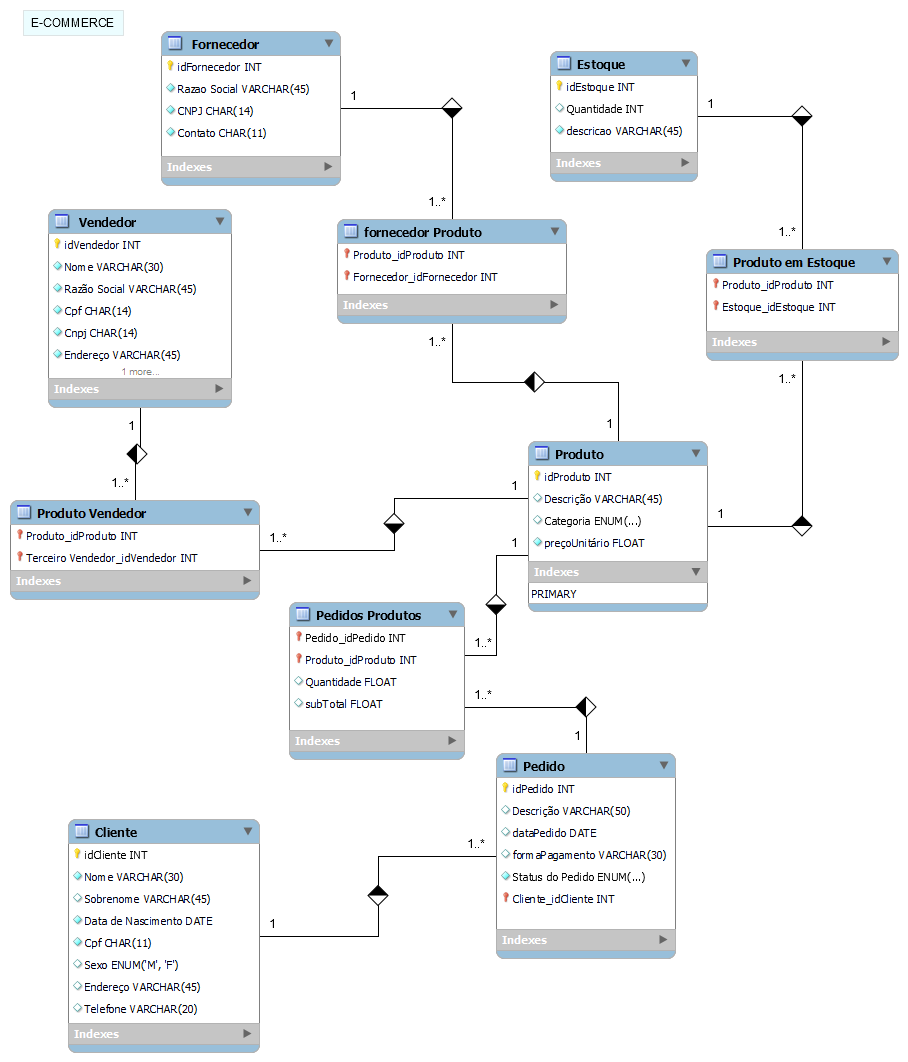 E-COMMERCE
Fornecedor
idFornecedor INT
Razao Social VARCHAR(45)
CNPJ CHAR(14)
Contato CHAR(11)
Indexes
1
1..*
Estoque
idEstoque INT
Quantidade INT
descricao VARCHAR(45)
Indexes
1
1..*
Vendedor
idVendedor INT
Nome VARCHAR(30)
Razão Social VARCHAR(45)
Cpf CHAR(14)
Cnpj CHAR(14)
Endereço VARCHAR(45)
1 more...
Indexes
1
1..*
fornecedor Produto
Produto_idProduto INT
Fornecedor_idFornecedor INT
Indexes
1..*
1
Produto em Estoque
Produto_idProduto INT
Estoque_idEstoque INT
Indexes
1..*
1
Produto
idProduto INT
Descrição VARCHAR(45)
Categoria ENUM(...)
preçoUnitário FLOAT
Indexes
PRIMARY
Produto Vendedor
Produto_idProduto INT
Terceiro Vendedor_idVendedor INT
Indexes
1..*
1
1
1..*
Pedidos Produtos
Pedido_idPedido INT
Produto_idProduto INT
Quantidade FLOAT
subTotal FLOAT
Indexes
1..*
1
Pedido
idPedido INT
Descrição VARCHAR(50)
dataPedido DATE
formaPagamento VARCHAR(30)
Status do Pedido ENUM(...)
Cliente_idCliente INT
Indexes
1..*
1
Cliente
idCliente INT
Nome VARCHAR(30)
Sobrenome VARCHAR(45)
Data de Nascimento DATE
Cpf CHAR(11)
Sexo ENUM('M', 'F')
Endereço VARCHAR(45)
Telefone VARCHAR(20)
Indexes